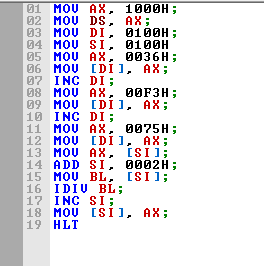 01 MOV AX, 1000H;
02 MOV DS, AX;
03 MOV DI, 0100H;
04 MOV SI, 0100H
05 MOV AX, 0036H;
06 MOV [DI], AX;
07 INC DI;
08 MOV AX, 00F3H;
09 MOV [DI], AX;
10 INC DI;
11 MOV AX, 0075H;
12 MOV [DI], AX;
13 MOV AX, [SI];
14 ADD SI, 0002H;
15 MOV BL, [SI];
16 IDIV BL;
17 INC SI;
18 MOV [SI], AX;
19 HLT